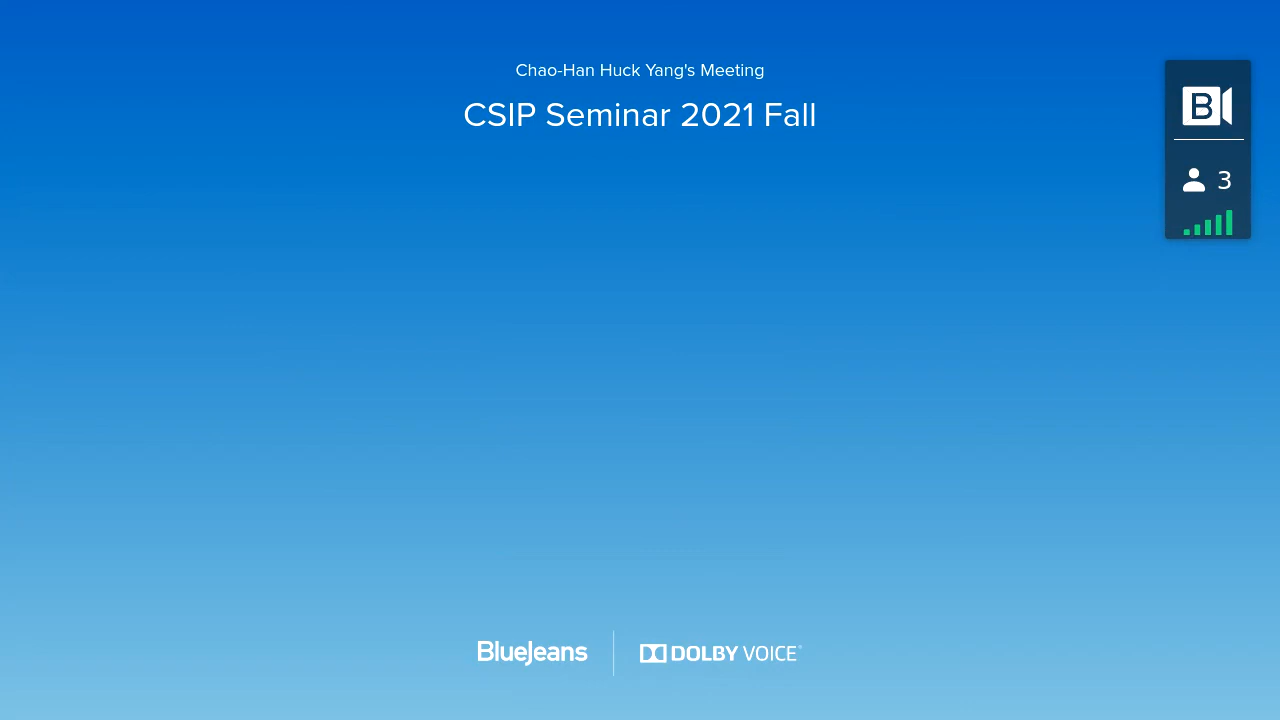 Chao-Han Huck Yang's Meeting
CSIP Seminar 2021 Fall
B
3
BlueJeans
DOLBY VOICE